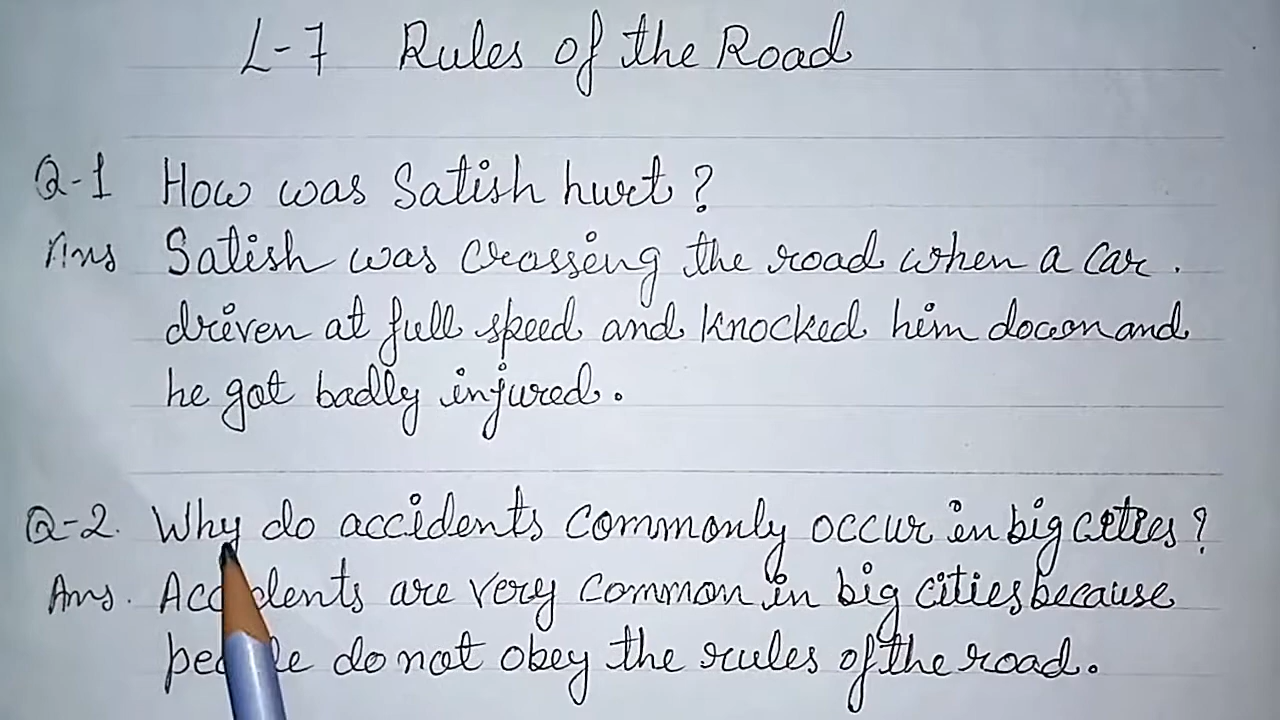 L-7 Rules of the Road
Q-1 How was Satish hurt?
Ans Satish was crossing the road when a car.
driven at full speed and knocked him down and
he got badly injured.
Q-2. Why do accidents commonly occur in big cities?
Ans. Accidents are very common in big cities because
people do not obey the rules of the road.